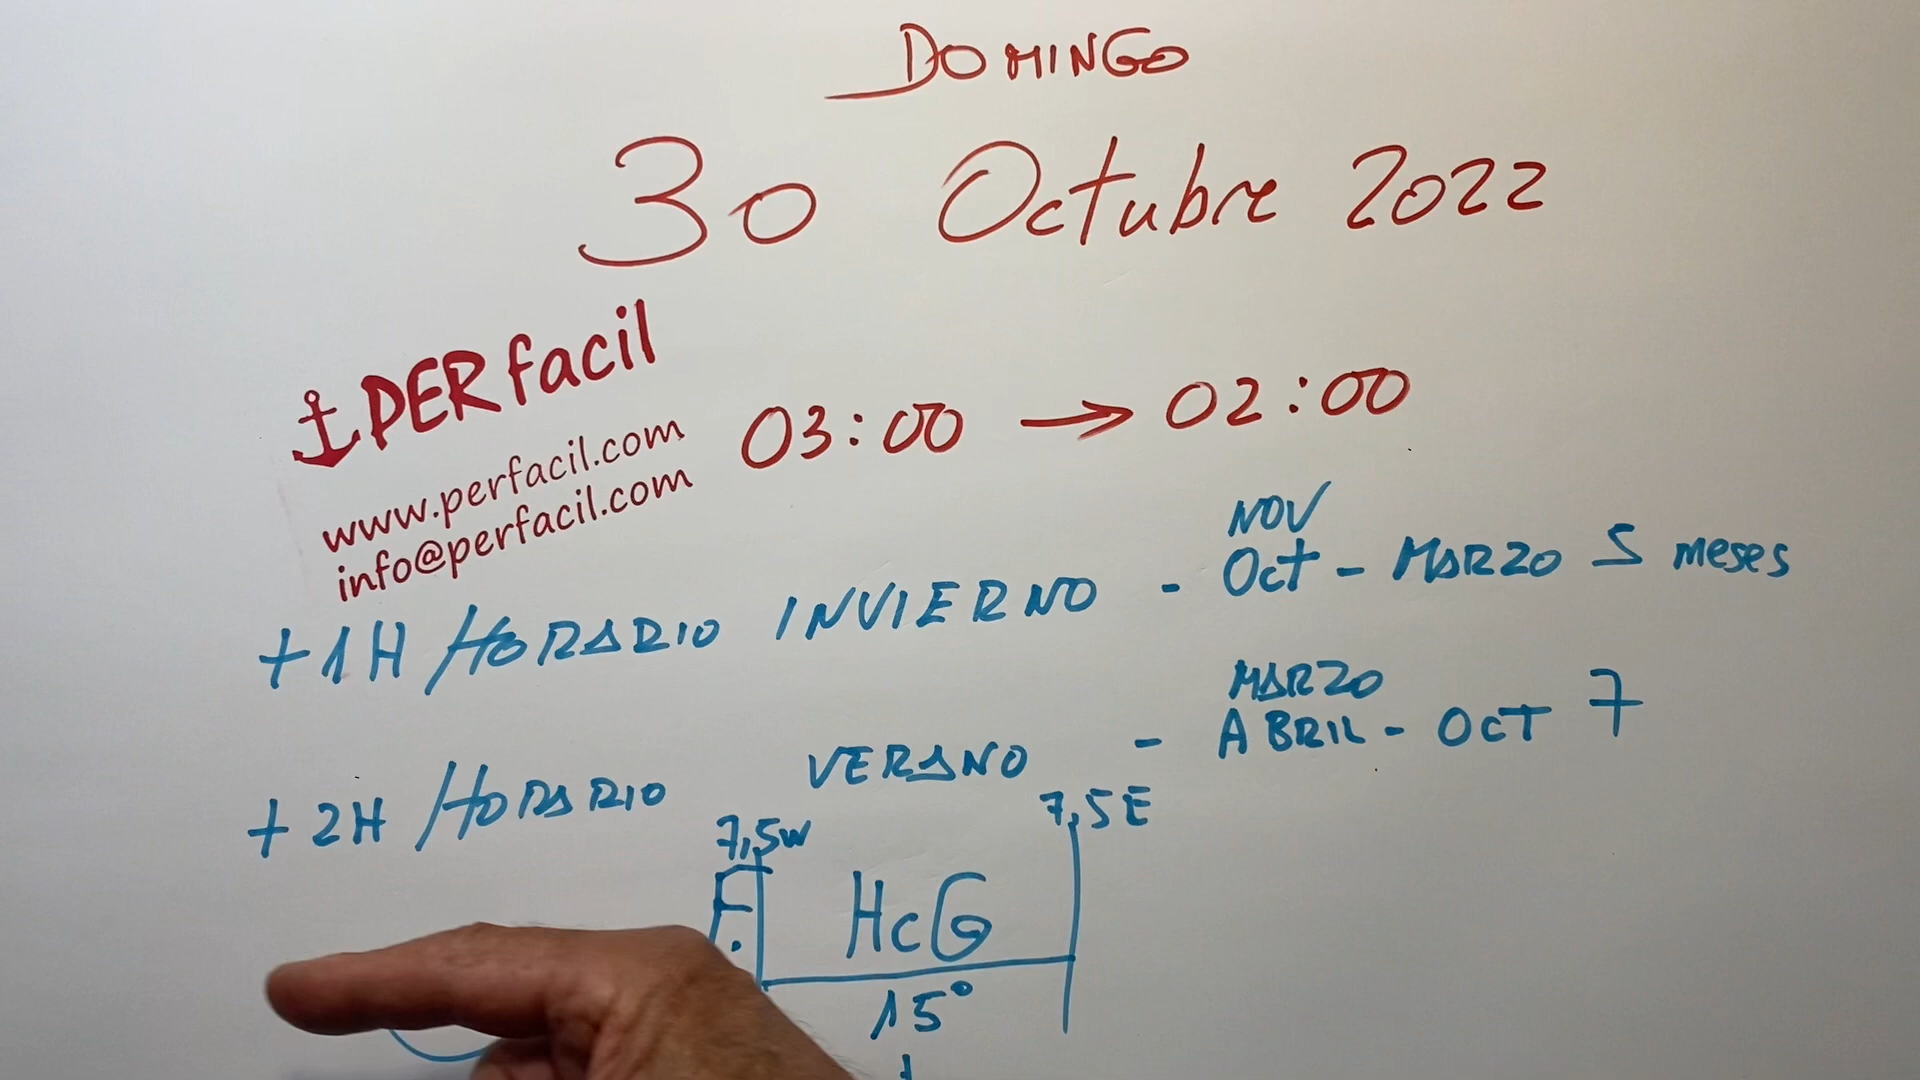 DOMINGO
30 Octubre 2022
PERfacil
www.perfacil.com
info@perfacil.com
03:00 → 02:00
NOV
+1H / HORARIO INVIERNO - Oct - MARZO 5 meses
MARZO
+ 2H / HORARIO VERANO - ABRIL - OCT 7
7,5W 7,5E
HcG
15°